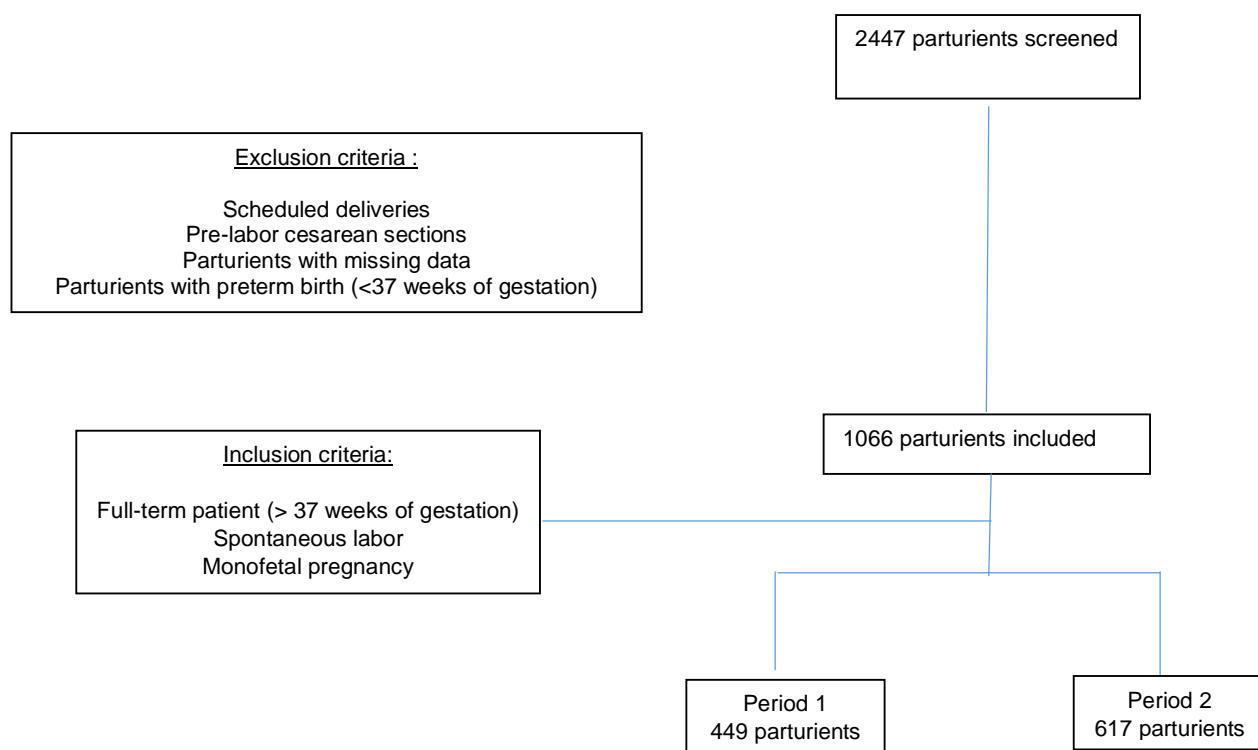 2447 parturients screened
Exclusion criteria :
Scheduled deliveries
Pre-labor cesarean sections
Parturients with missing data
Parturients with preterm birth (<37 weeks of gestation)
1066 parturients included
Inclusion criteria:
Full-term patient (> 37 weeks of gestation)
Spontaneous labor
Monofetal pregnancy
Period 1
449 parturients
Period 2
617 parturients